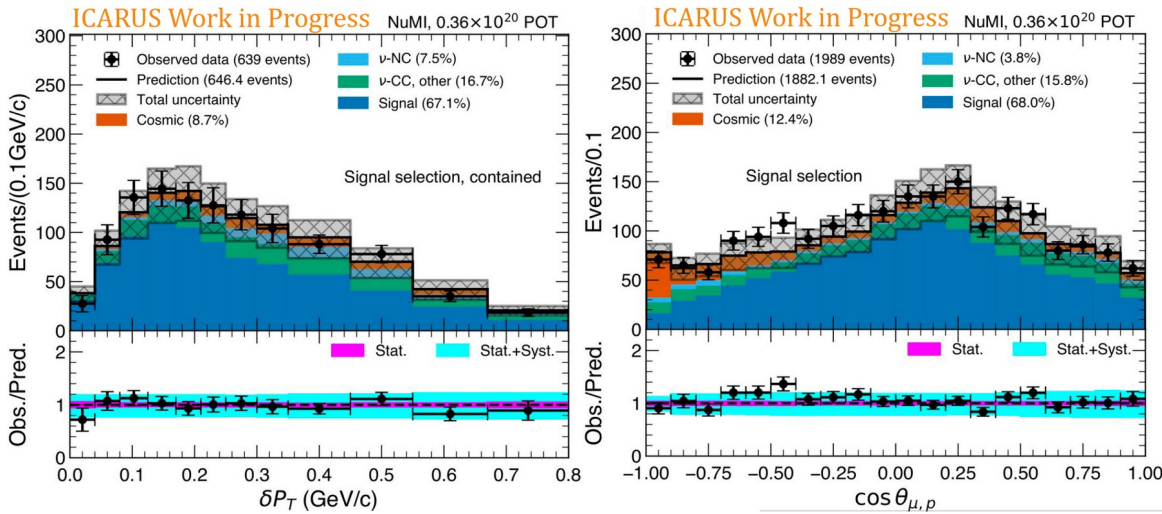 ICARUS Work in Progress
NuMI, 0.36×10²⁰ POT
300
250
200
150
100
50
0
Events/(0.1GeV/c)
Observed data (639 events)
Prediction (646.4 events)
Total uncertainty
Cosmic (8.7%)
ν-NC (7.5%)
ν-CC, other (16.7%)
Signal (67.1%)
Signal selection, contained
2
1
0
Obs./Pred.
Stat.
Stat.+Syst.
0.0 0.1 0.2 0.3 0.4 0.5 0.6 0.7 0.8
δP_T (GeV/c)
ICARUS Work in Progress
NuMI, 0.36×10²⁰ POT
300
250
200
150
100
50
0
Events/0.1
Observed data (1989 events)
Prediction (1882.1 events)
Total uncertainty
Cosmic (12.4%)
ν-NC (3.8%)
ν-CC, other (15.8%)
Signal (68.0%)
Signal selection
2
1
0
Obs./Pred.
Stat.
Stat.+Syst.
−1.00 −0.75 −0.50 −0.25 0.00 0.25 0.50 0.75 1.00
cos θ_μ,p